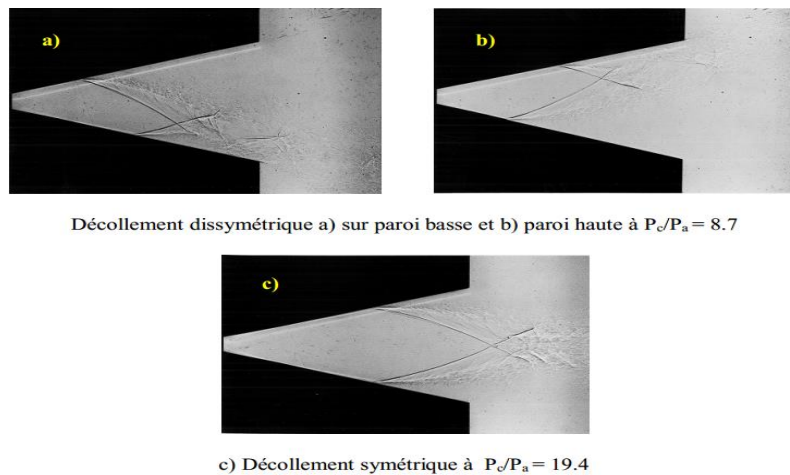 a)
b)
Décollement dissymétrique a) sur paroi basse et b) paroi haute à Pc/Pa = 8.7
c)
c) Décollement symétrique à Pc/Pa = 19.4